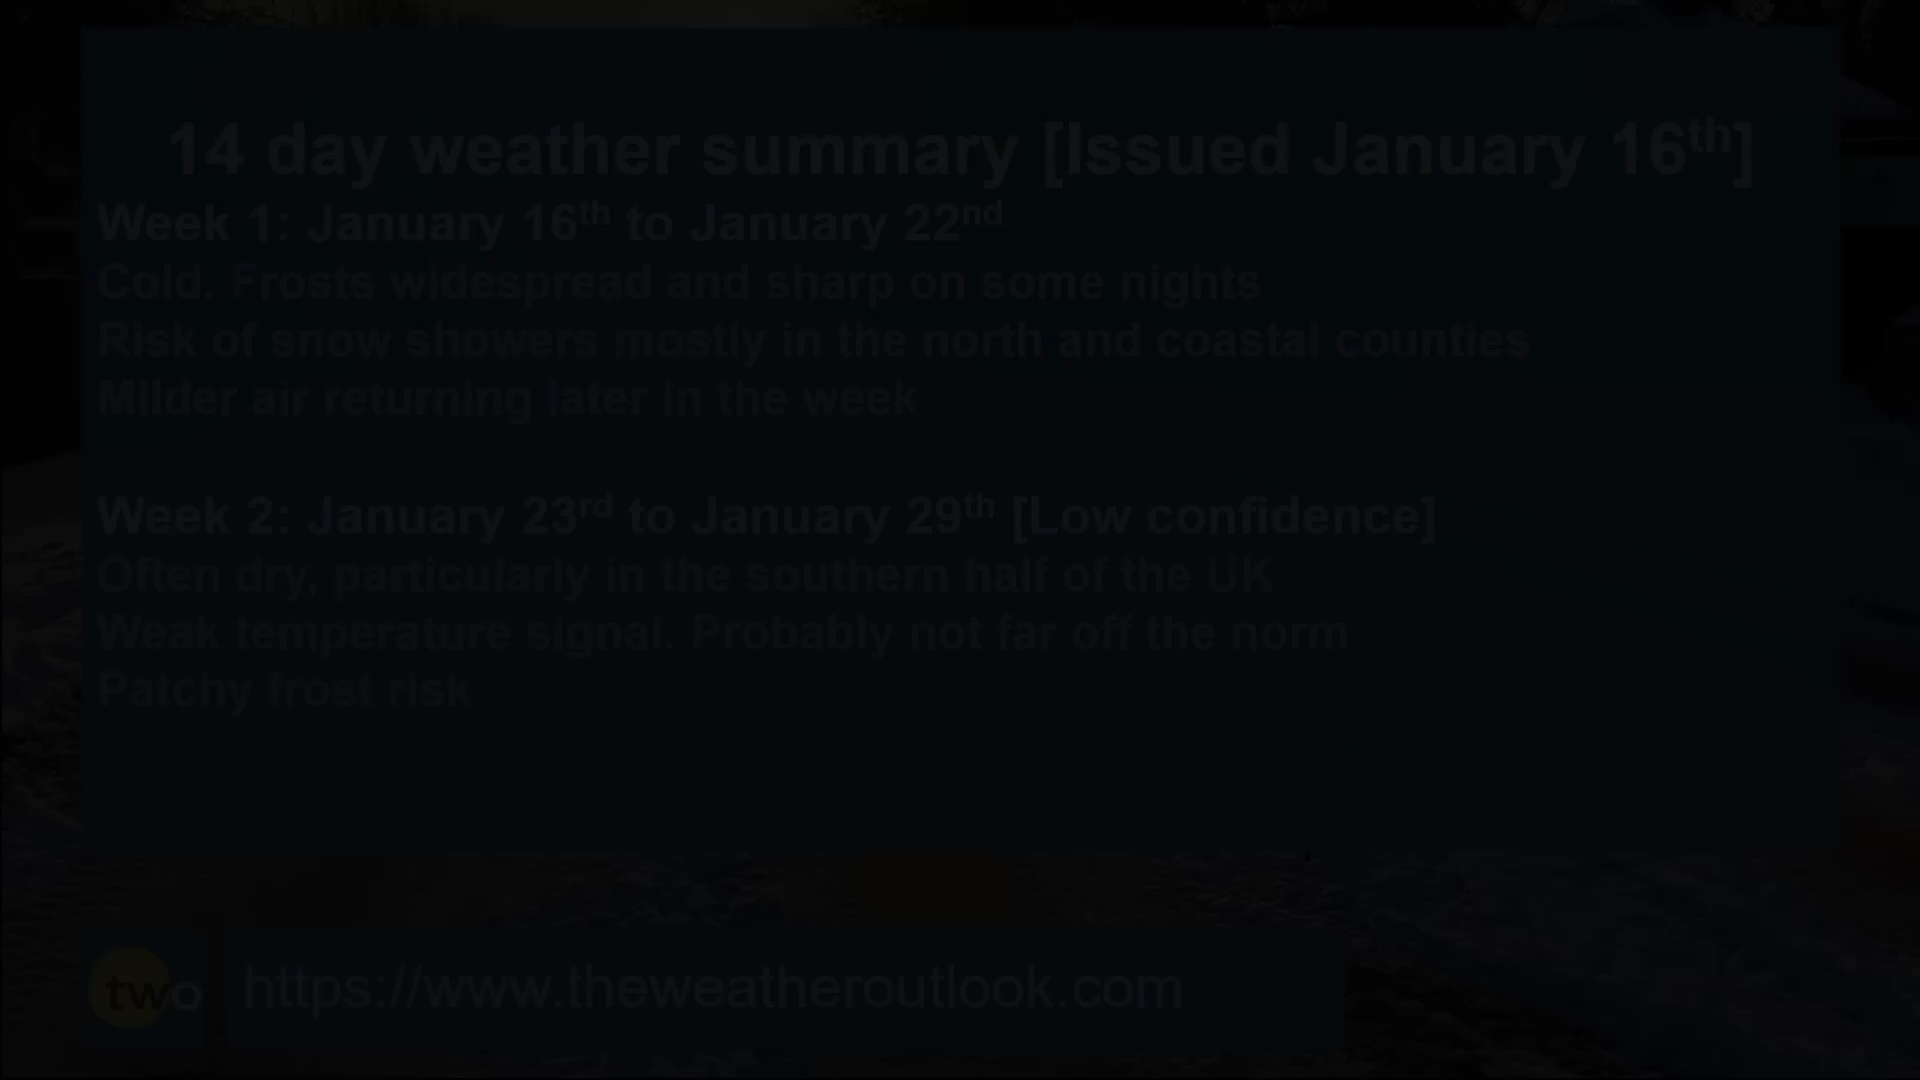 14 day weather summary [Issued January 16th]
Week 1: January 16th to January 22nd
Cold. Frosts widespread and sharp on some nights
Risk of snow showers mostly in the north and coastal counties
Milder air returning later in the week
Week 2: January 23rd to January 29th [Low confidence]
Often dry, particularly in the southern half of the UK
Weak temperature signal. Probably not far off the norm
Patchy frost risk
two https://www.theweatheroutlook.com